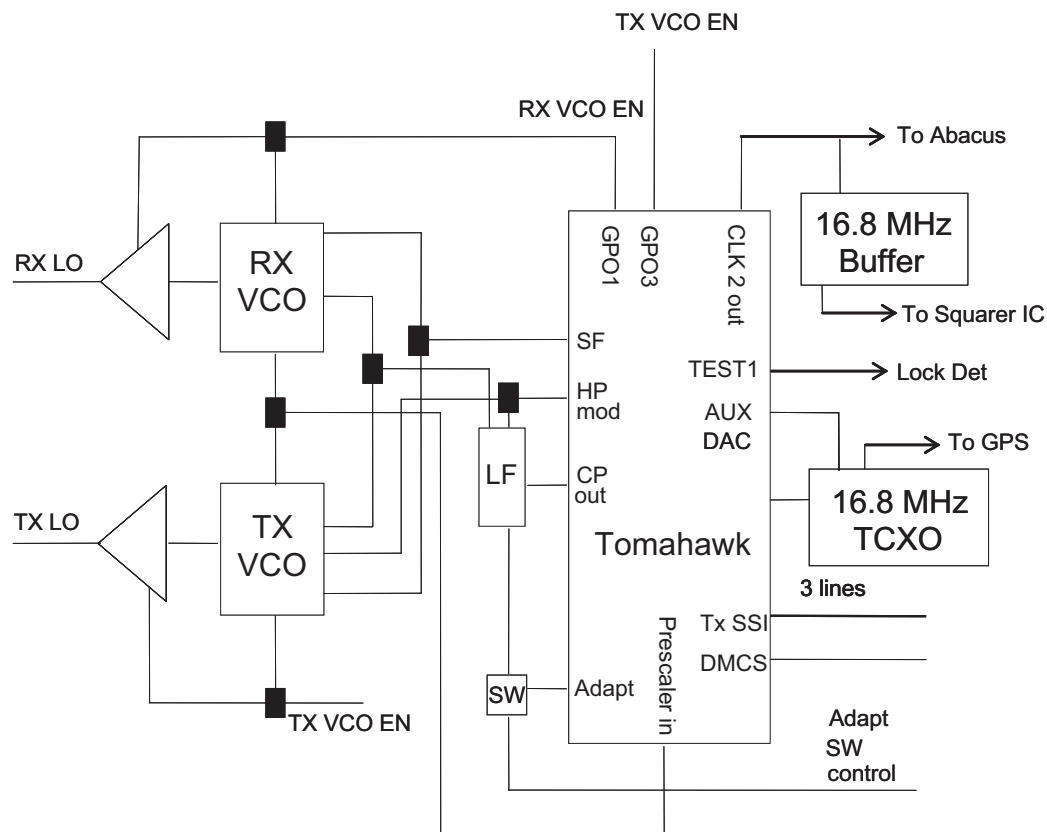 TX VCO EN
RX VCO EN
To Abacus
GPO1
GPO3
CLK 2 out
16.8 MHz
Buffer
RX LO
RX
VCO
To Squarer IC
SF
TEST1
Lock Det
HP
mod
AUX
DAC
To GPS
LF
CP
out
16.8 MHz
TCXO
TX LO
TX
VCO
Tomahawk
3 lines
Tx SSI
Prescaler in
DMCS
SW
Adapt
TX VCO EN
Adapt
SW
control